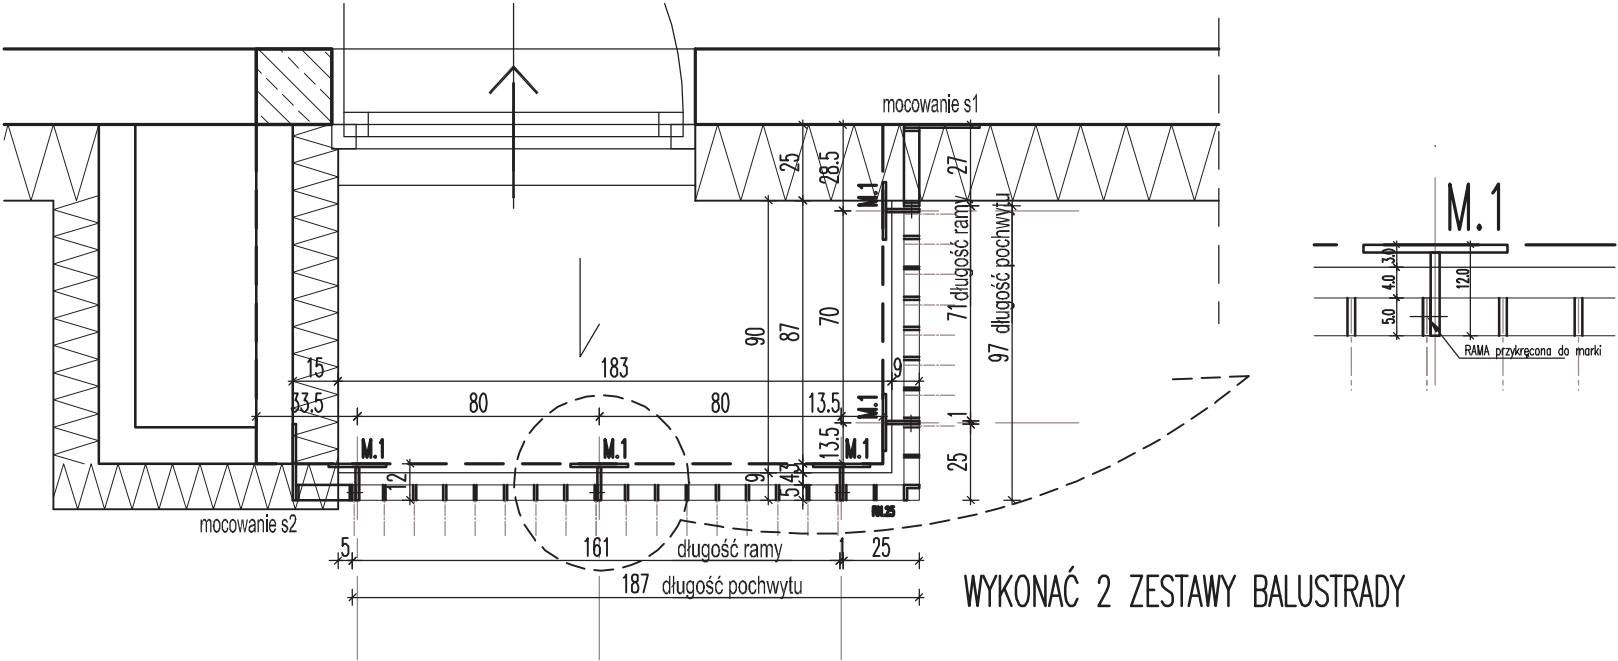 mocowanie s1
25
28.5
27
M.1
M.1
długość ramy
długość pochwytu
3.0
4.0
12.0
5.0
RAMA przykręcona do marki
90
87
70
71
97
15
183
9
33.5
80
80
13.5
M.1
1
13.5
25
M.1
M.1
M.1
12
9
5
mocowanie s2
5
161
długość ramy
1
25
187
długość pochwytu
WYKONAĆ 2 ZESTAWY BALUSTRADY